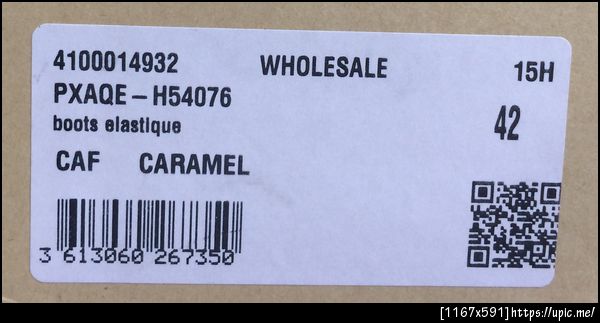 4100014932 WHOLESALE 15H
PXAQE-H54076
boots elastique
42
CAF CARAMEL
3 613060 267350
[1167x591]https://upic.me/